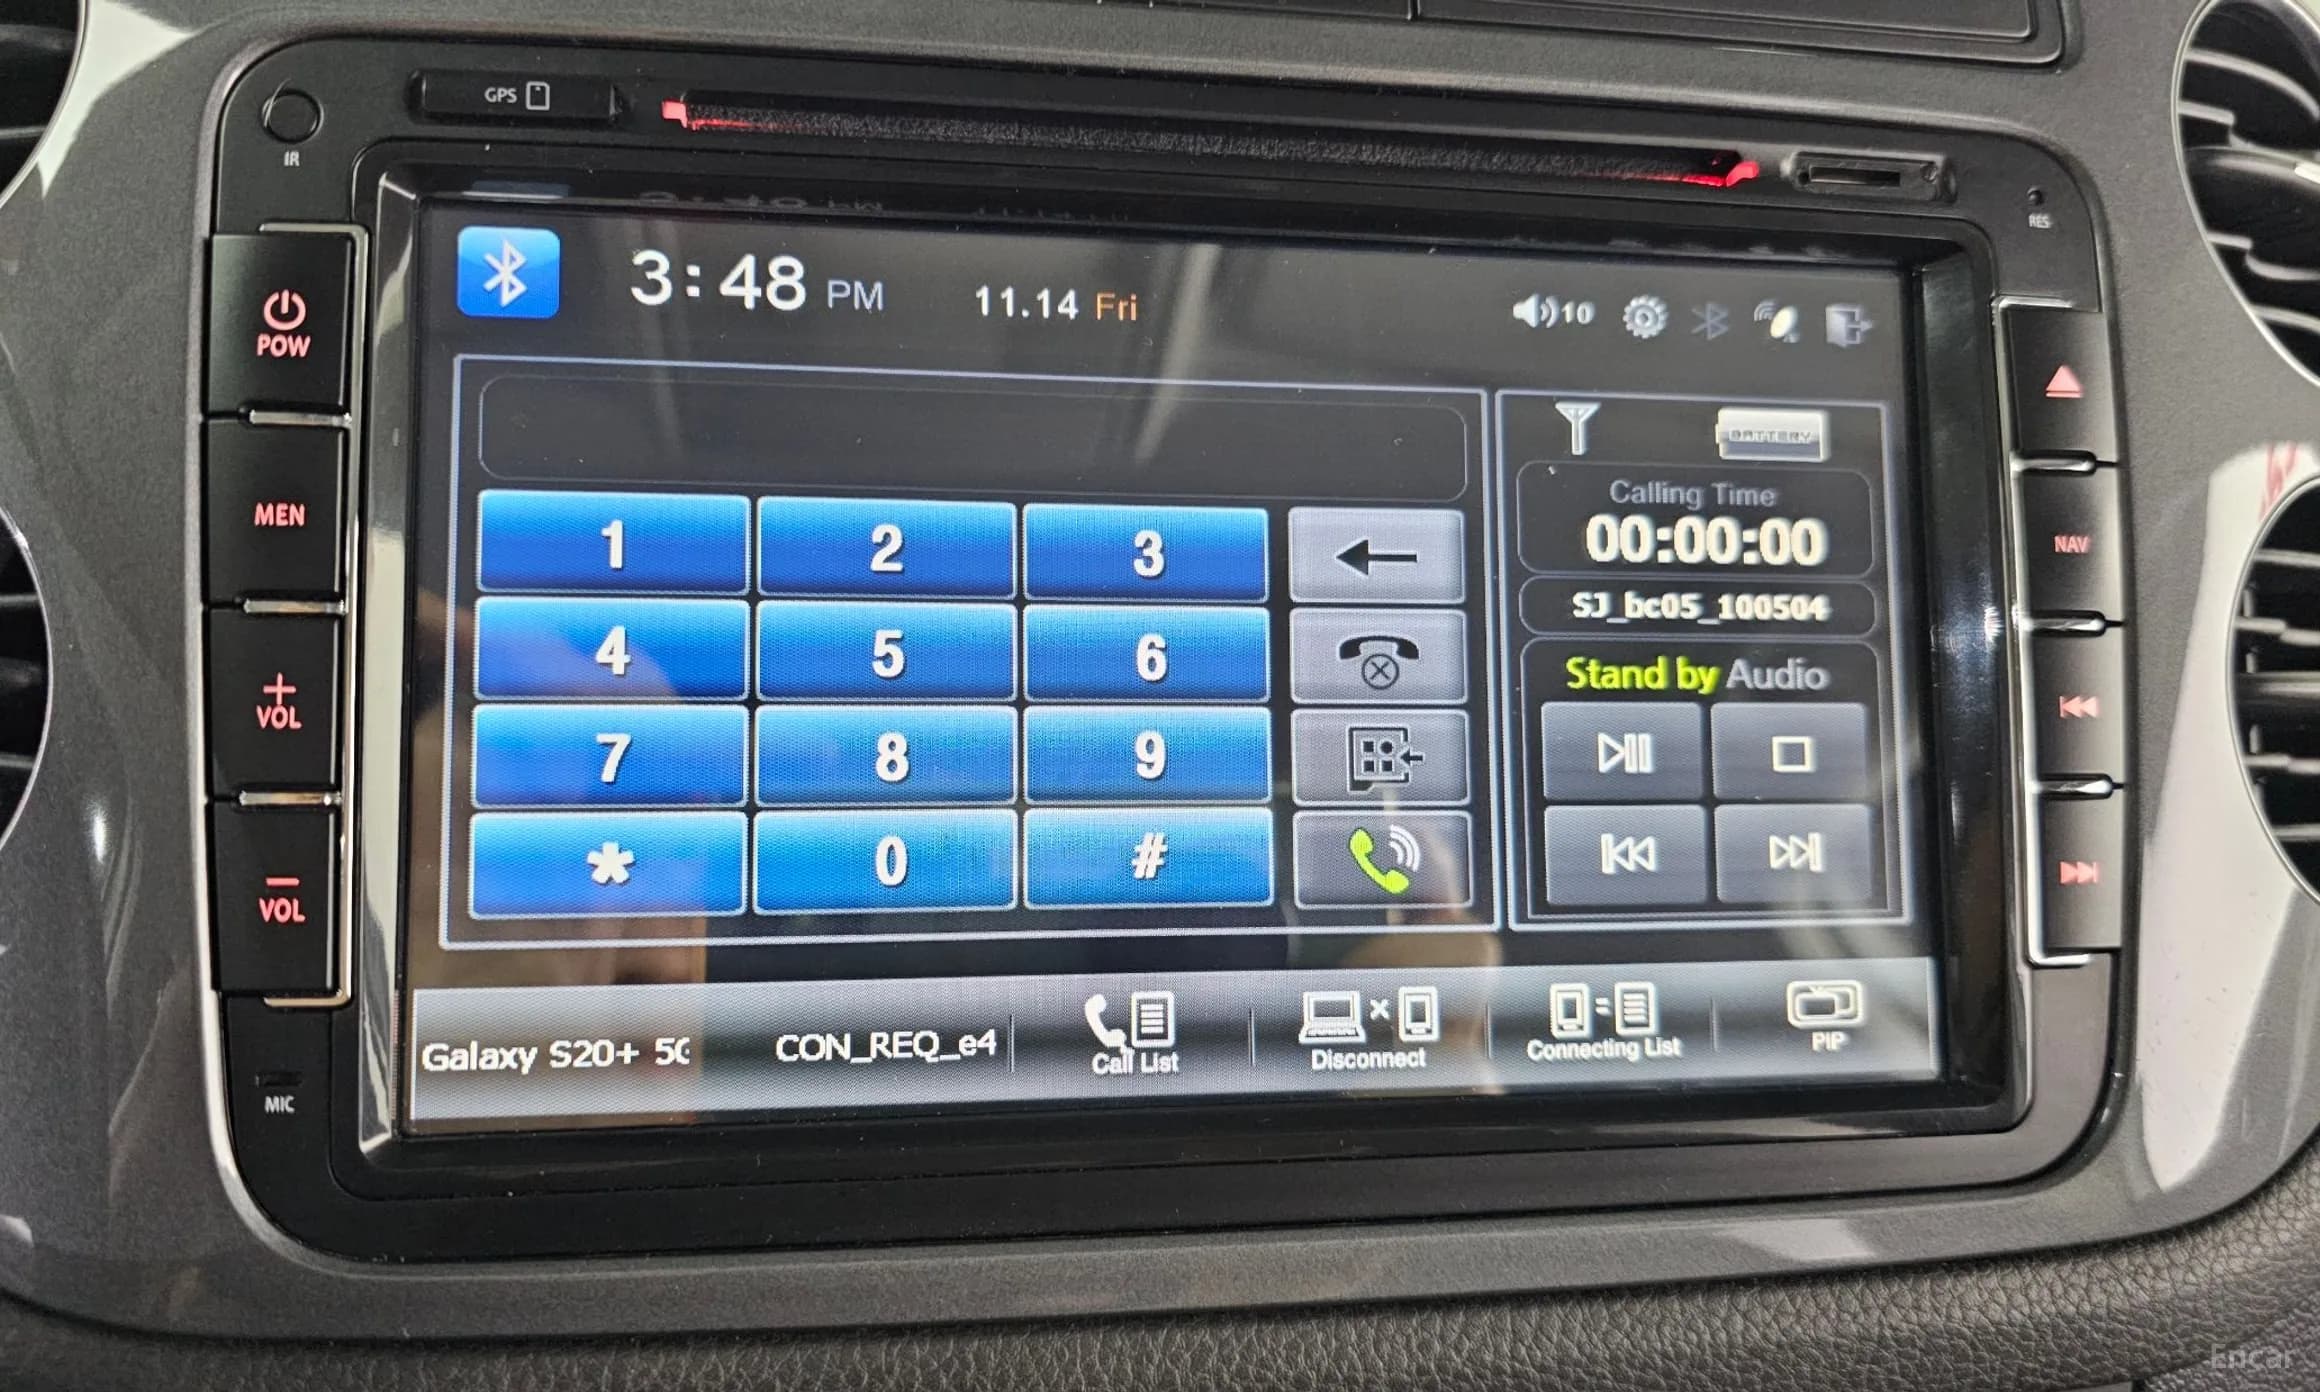 GPS
IR
RES
POW
MEN
+
VOL
−
VOL
MIC
NAV
3:48 PM 11.14 Fri
10
BATTERY
Calling Time
00:00:00
SJ_bc05_100504
Stand by Audio
1 2 3
4 5 6
7 8 9
* 0 #
Galaxy S20+ 5G
CON_REQ_e4
Call List
Disconnect
Connecting List
PIP
Encar